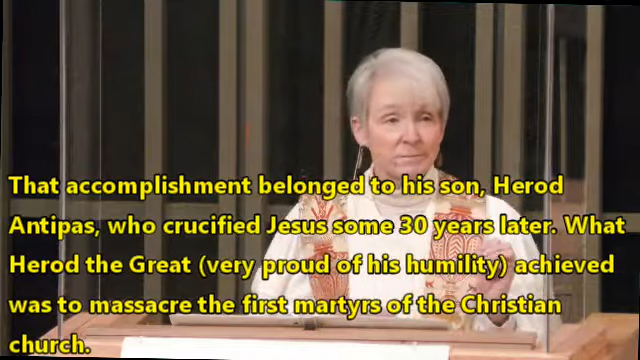 That accomplishment belonged to his son, Herod
Antipas, who crucified Jesus some 30 years later. What
Herod the Great (very proud of his humility) achieved
was to massacre the first martyrs of the Christian
church.